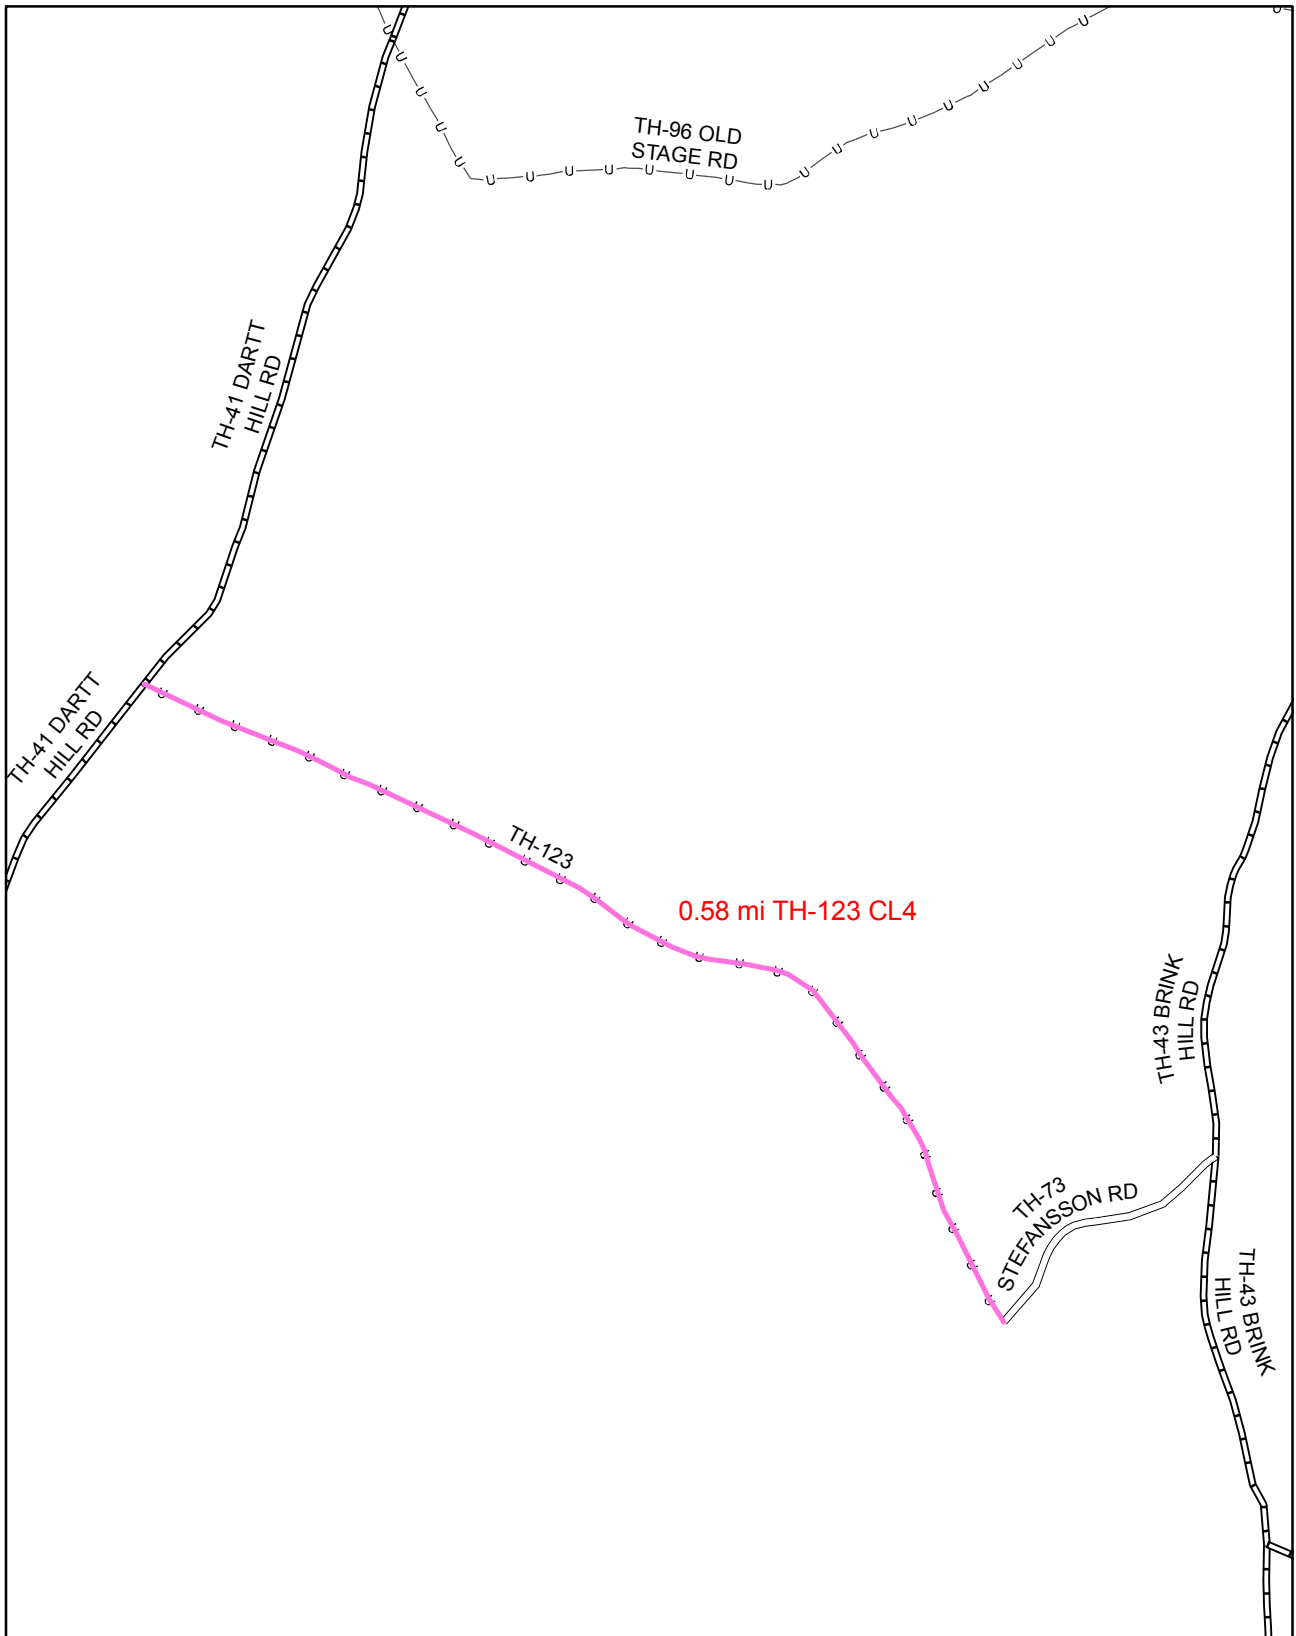 TH-96 OLD
STAGE RD
TH-41 DARTT
HILL RD
TH-41 DARTT
HILL RD
TH-123
0.58 mi TH-123 CL4
TH-43 BRINK
HILL RD
TH-73
STEFANSSON RD
TH-43 BRINK
HILL RD